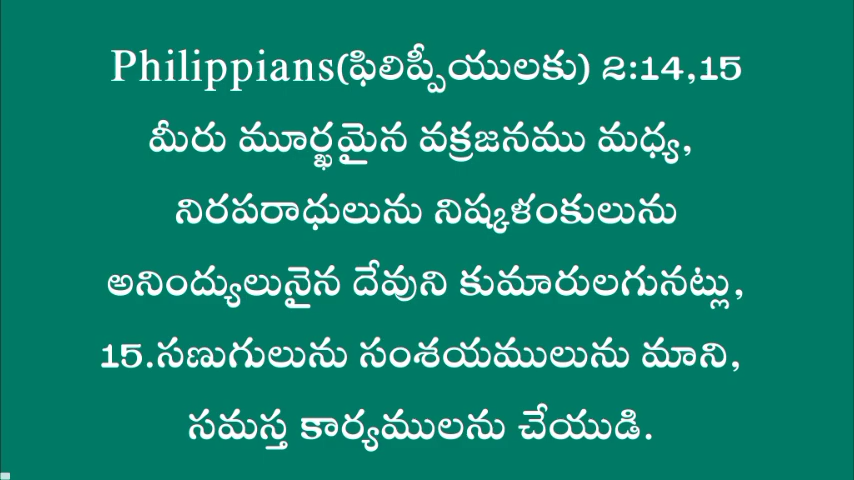 Philippians(ఫిలిప్పీయులకు) 2:14,15
మీరు మూర్ఖమైన వక్రజనము మధ్య,
నిరపరాధులును నిష్కళంకులును
అనింద్యులునైన దేవుని కుమారులగునట్లు,
15.సణుగులును సంశయములును మాని,
సమస్త కార్యములను చేయుడి.